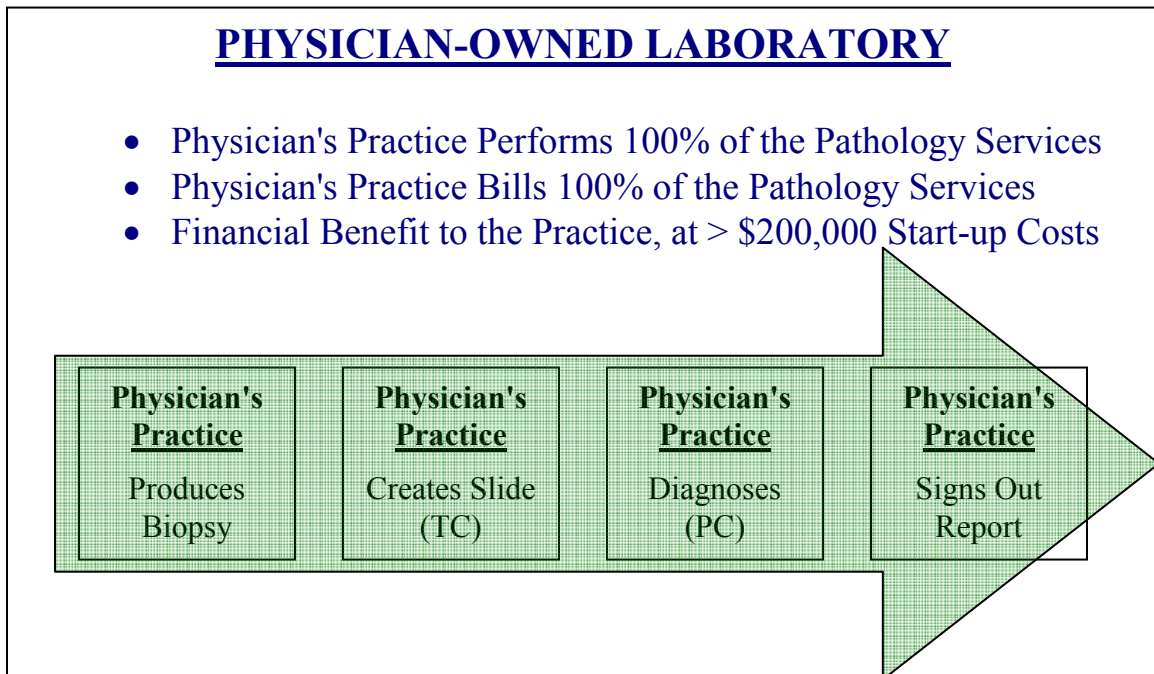 PHYSICIAN-OWNED LABORATORY
• Physician's Practice Performs 100% of the Pathology Services
• Physician's Practice Bills 100% of the Pathology Services
• Financial Benefit to the Practice, at > $200,000 Start-up Costs
Physician's
Practice
Produces
Biopsy
Physician's
Practice
Creates Slide
(TC)
Physician's
Practice
Diagnoses
(PC)
Physician's
Practice
Signs Out
Report